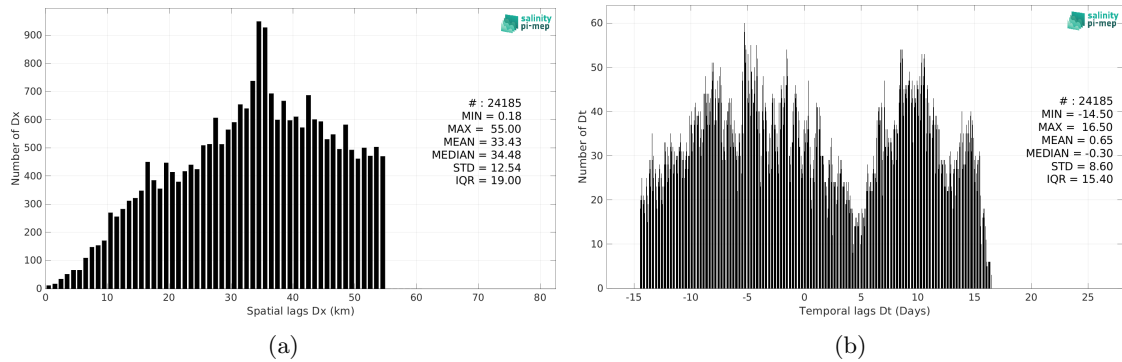 salinity
pi-mep
Number of Dx
900
800
700
600
500
400
300
200
100
0
# : 24185
MIN = 0.18
MAX = 55.00
MEAN = 33.43
MEDIAN = 34.48
STD = 12.54
IQR = 19.00
0 10 20 30 40 50 60 70 80
Spatial lags Dx (km)
(a)
salinity
pi-mep
Number of Dt
60
50
40
30
20
10
0
# : 24185
MIN = -14.50
MAX = 16.50
MEAN = 0.65
MEDIAN = -0.30
STD = 8.60
IQR = 15.40
-15 -10 -5 0 5 10 15 20 25
Temporal lags Dt (Days)
(b)